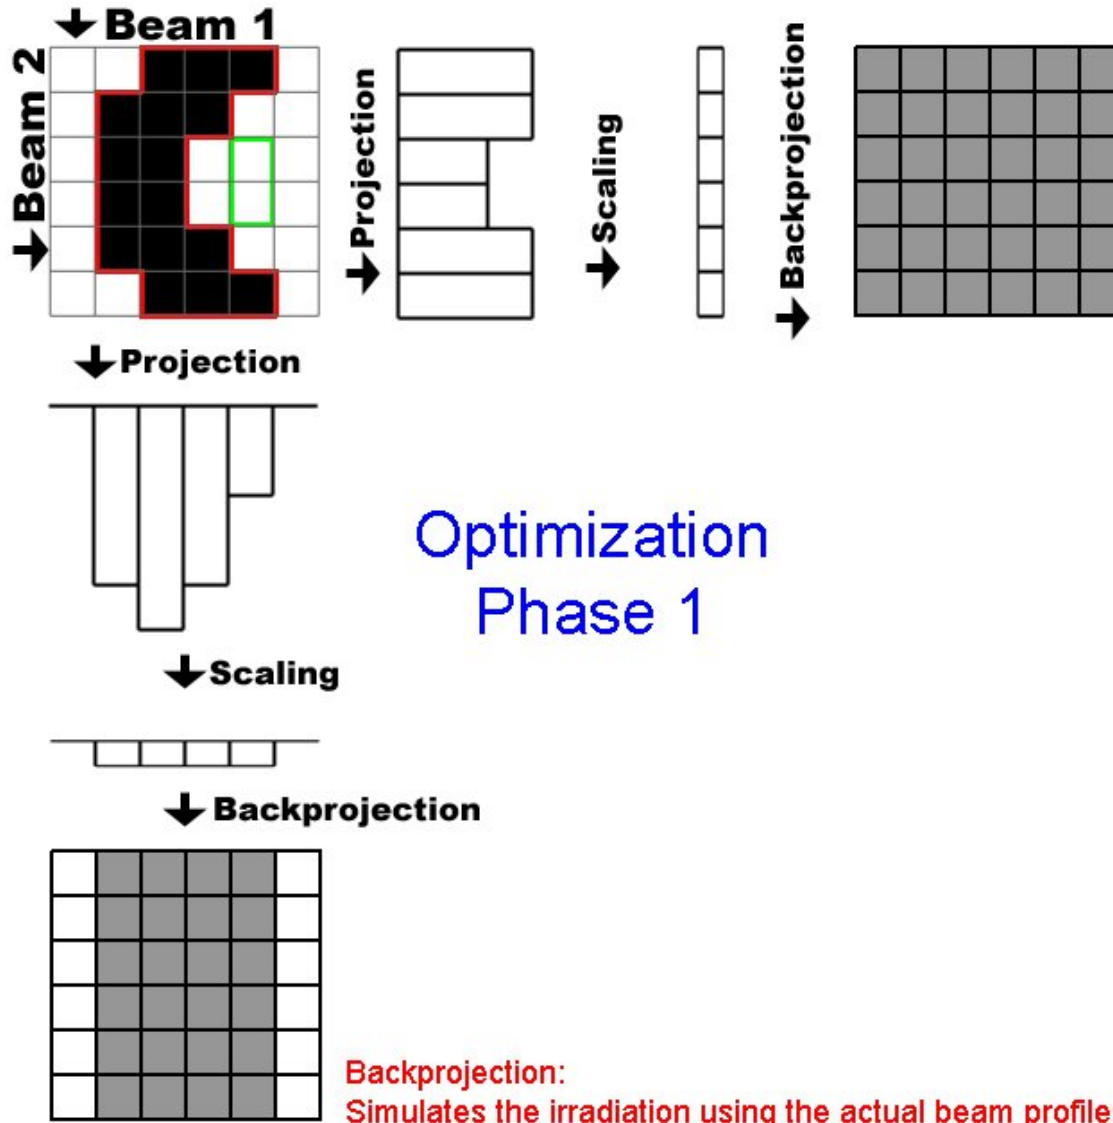 Beam 1
Beam 2
Projection
Scaling
Backprojection
Projection
Optimization
Phase 1
Scaling
Backprojection
Backprojection:
Simulates the irradiation using the actual beam profile